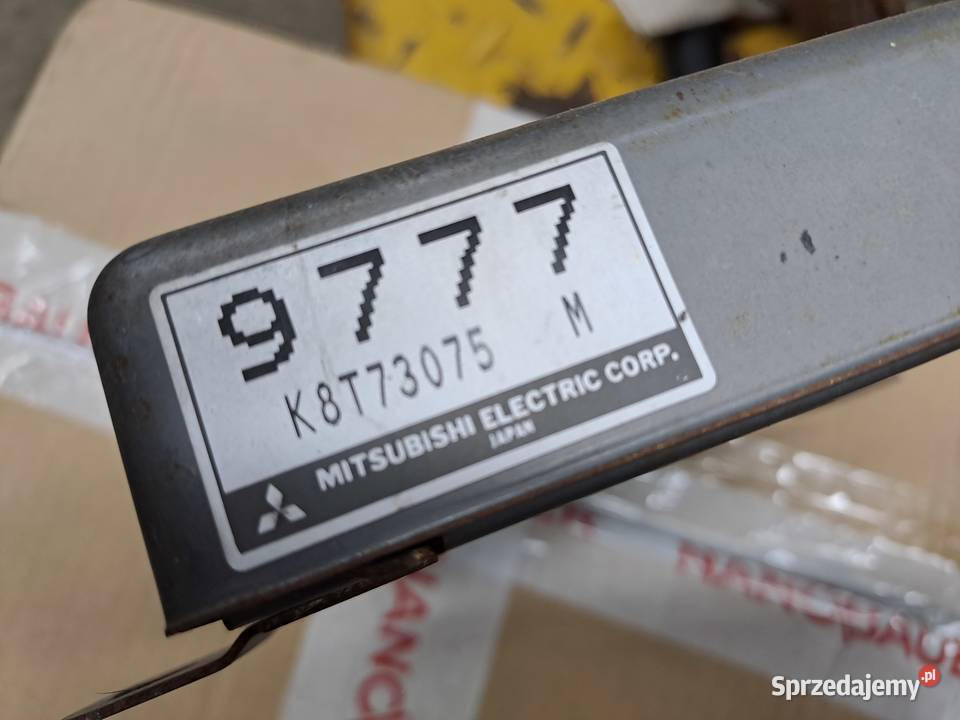 9777
K8T73075 M
MITSUBISHI ELECTRIC CORP.
JAPAN
Sprzedajemy.pl